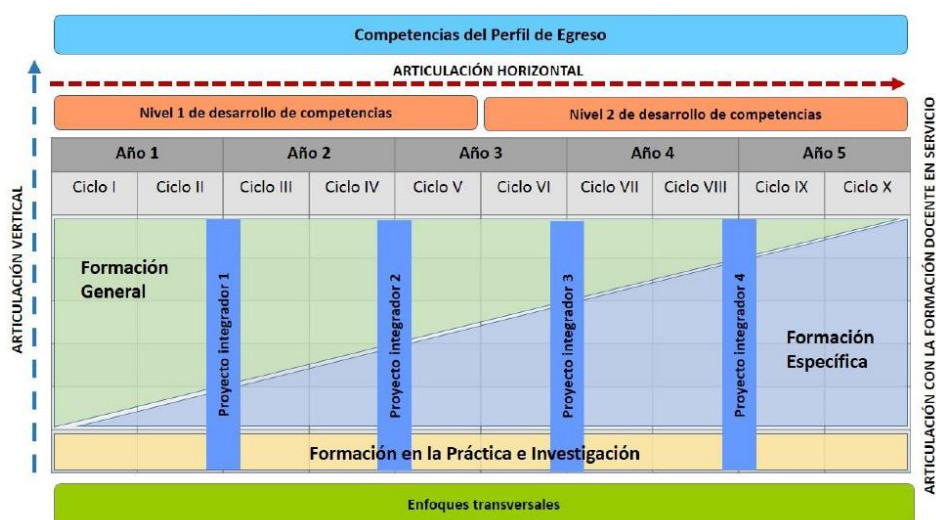 Competencias del Perfil de Egreso
ARTICULACIÓN HORIZONTAL
Nivel 1 de desarrollo de competencias
Nivel 2 de desarrollo de competencias
Año 1
Año 2
Año 3
Año 4
Año 5
Ciclo I
Ciclo II
Ciclo III
Ciclo IV
Ciclo V
Ciclo VI
Ciclo VII
Ciclo VIII
Ciclo IX
Ciclo X
ARTICULACIÓN VERTICAL
Formación
General
Proyecto integrador 1
Proyecto integrador 2
Proyecto integrador 3
Proyecto integrador 4
Formación
Específica
Formación en la Práctica e Investigación
Enfoques transversales
ARTICULACIÓN CON LA FORMACIÓN DOCENTE EN SERVICIO